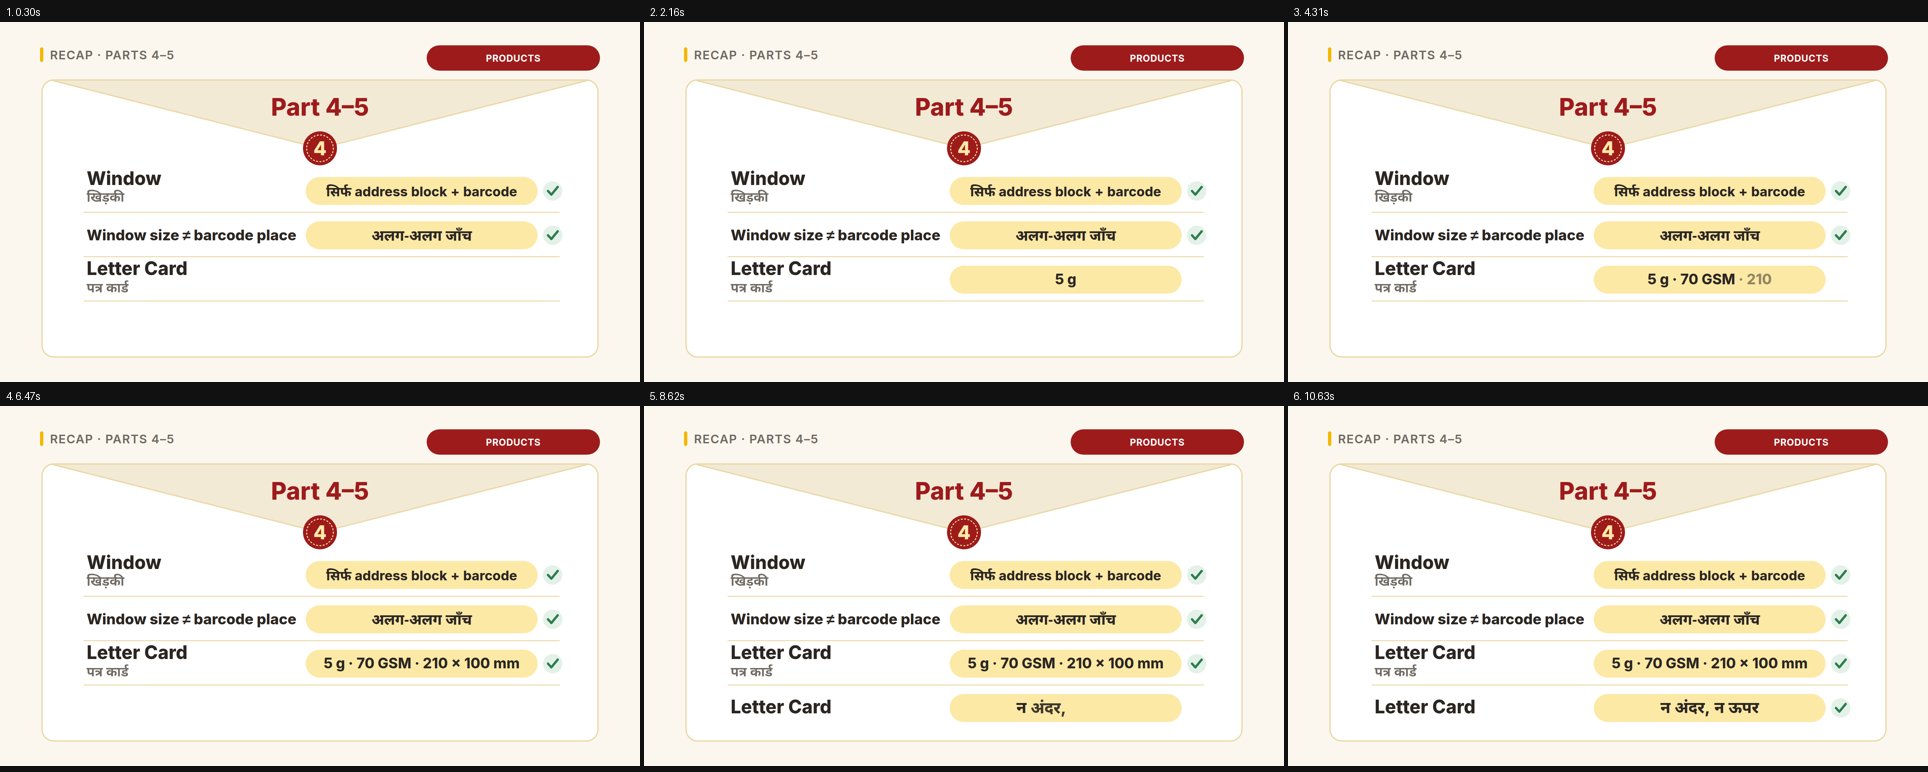 1. 0.30s
RECAP · PARTS 4–5
PRODUCTS
Part 4–5
4
Window
खिड़की
सिर्फ address block + barcode
Window size ≠ barcode place
अलग-अलग जाँच
Letter Card
पत्र कार्ड
2. 2.16s
RECAP · PARTS 4–5
PRODUCTS
Part 4–5
4
Window
खिड़की
सिर्फ address block + barcode
Window size ≠ barcode place
अलग-अलग जाँच
Letter Card
पत्र कार्ड
5 g
3. 4.31s
RECAP · PARTS 4–5
PRODUCTS
Part 4–5
4
Window
खिड़की
सिर्फ address block + barcode
Window size ≠ barcode place
अलग-अलग जाँच
Letter Card
पत्र कार्ड
5 g · 70 GSM · 210
4. 6.47s
RECAP · PARTS 4–5
PRODUCTS
Part 4–5
4
Window
खिड़की
सिर्फ address block + barcode
Window size ≠ barcode place
अलग-अलग जाँच
Letter Card
पत्र कार्ड
5 g · 70 GSM · 210 × 100 mm
5. 8.62s
RECAP · PARTS 4–5
PRODUCTS
Part 4–5
4
Window
खिड़की
सिर्फ address block + barcode
Window size ≠ barcode place
अलग-अलग जाँच
Letter Card
पत्र कार्ड
5 g · 70 GSM · 210 × 100 mm
Letter Card
न अंदर,
6. 10.63s
RECAP · PARTS 4–5
PRODUCTS
Part 4–5
4
Window
खिड़की
सिर्फ address block + barcode
Window size ≠ barcode place
अलग-अलग जाँच
Letter Card
पत्र कार्ड
5 g · 70 GSM · 210 × 100 mm
Letter Card
न अंदर, न ऊपर